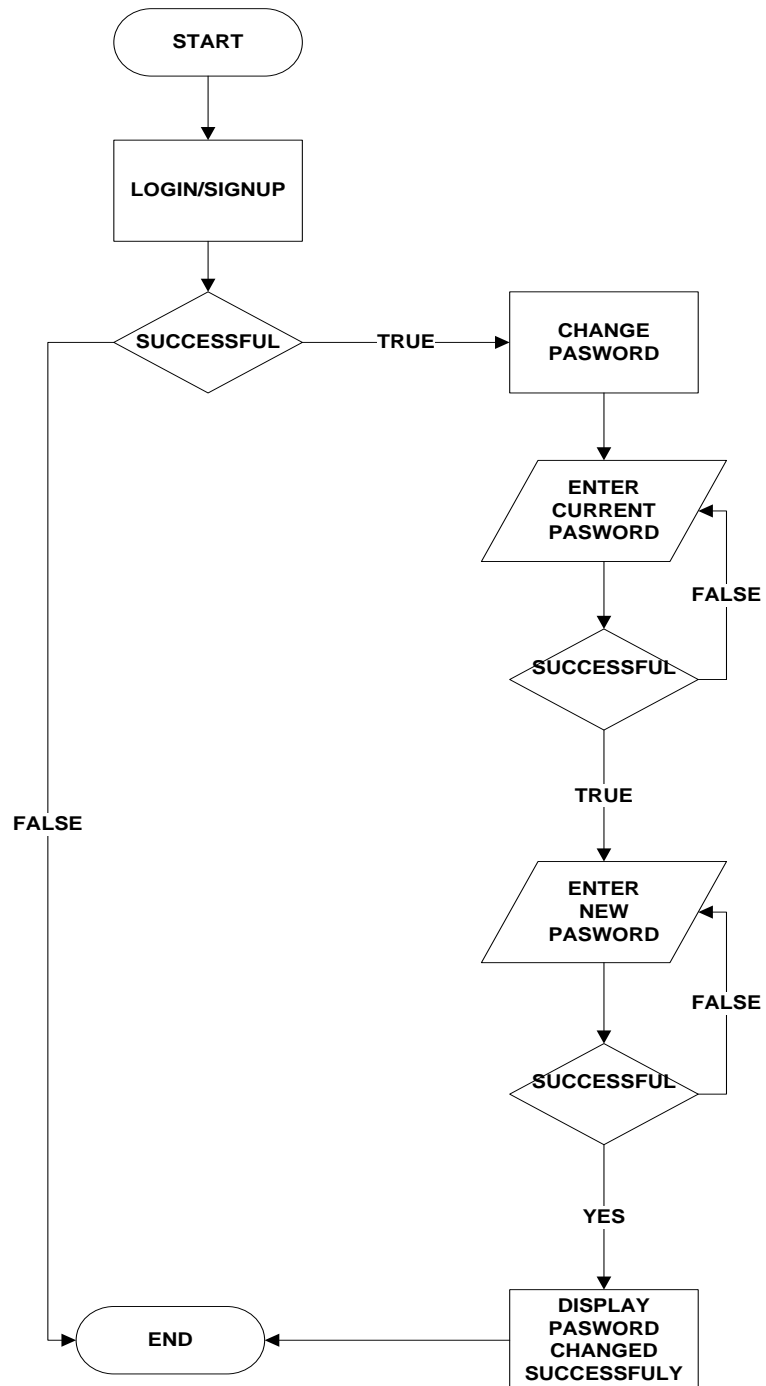 START
LOGIN/SIGNUP
SUCCESSFUL
TRUE
CHANGE
PASWORD
ENTER
CURRENT
PASWORD
FALSE
SUCCESSFUL
TRUE
FALSE
ENTER
NEW
PASWORD
FALSE
SUCCESSFUL
YES
DISPLAY
PASWORD
CHANGED
SUCCESSFULY
END